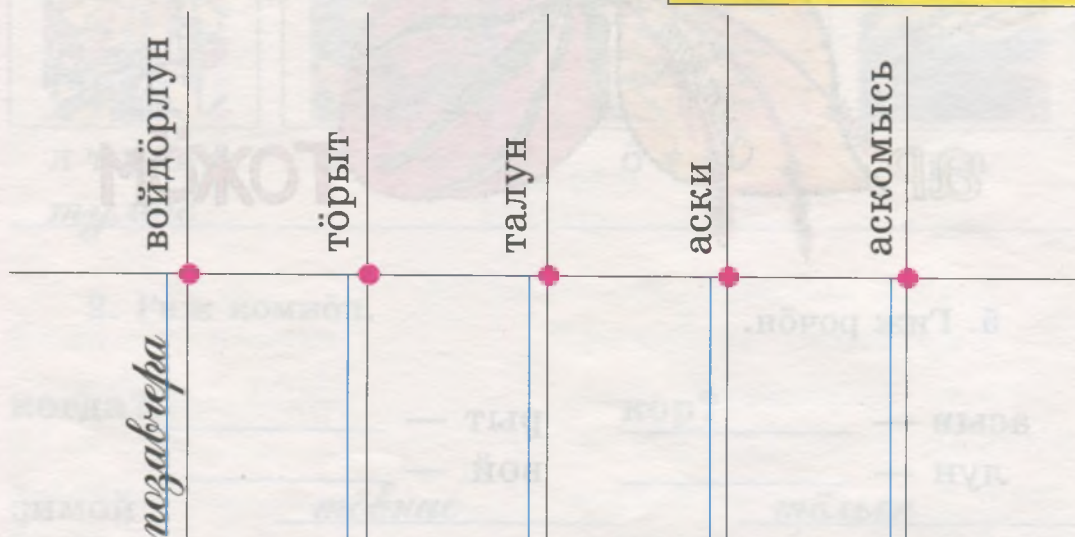 войдӧрлун
тӧрыт
талун
аски
аскомысь
позавчера